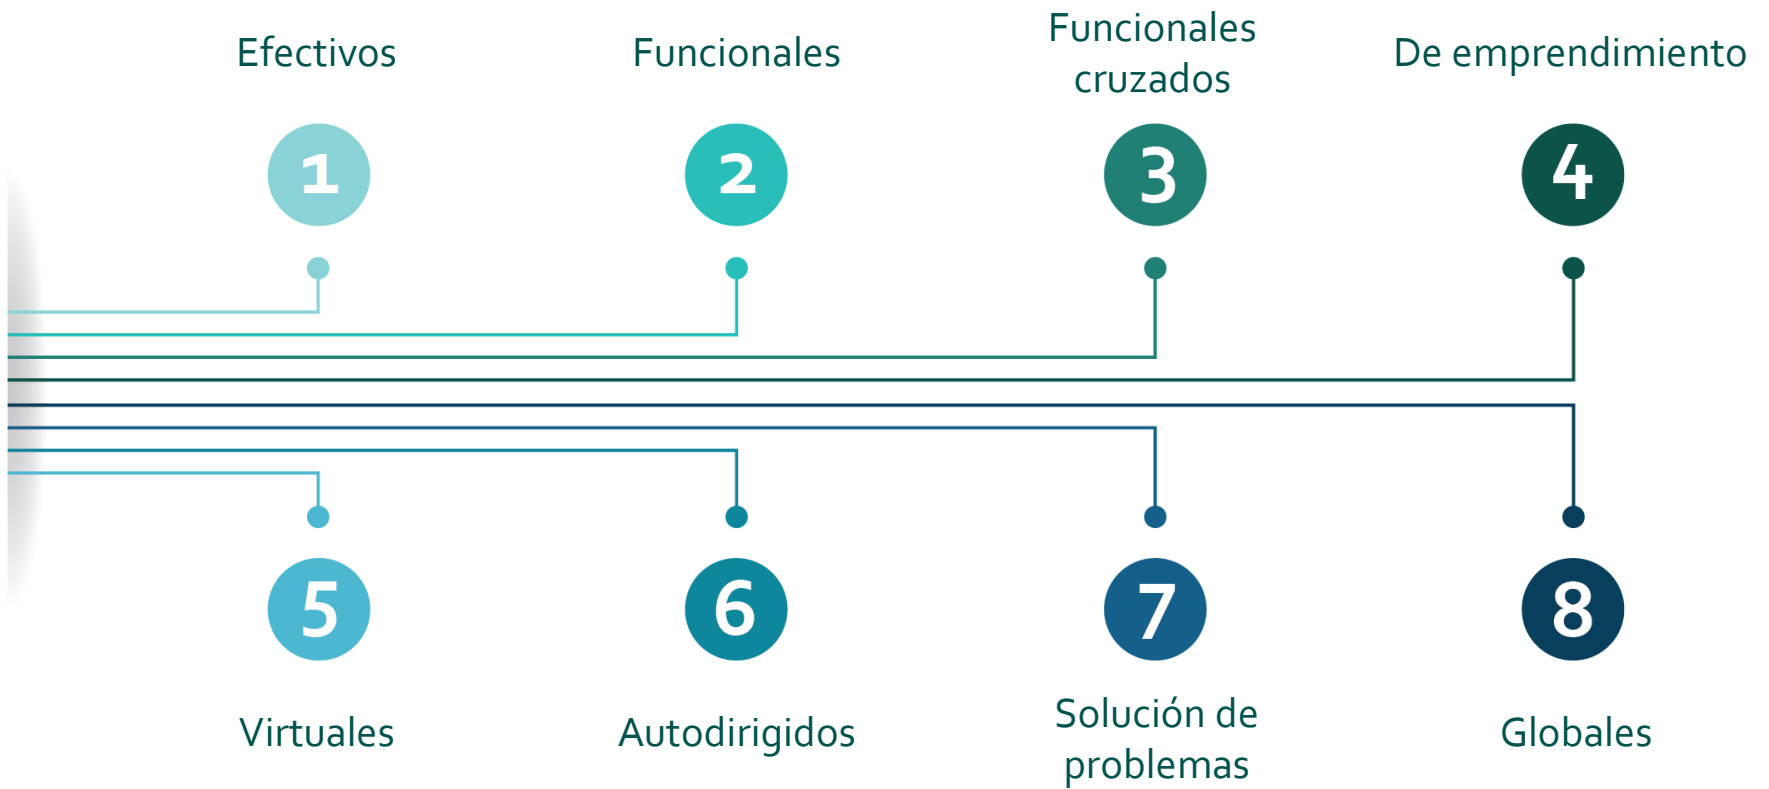 Efectivos
Funcionales
Funcionales
cruzados
De emprendimiento
1
2
3
4
5
6
7
8
Virtuales
Autodirigidos
Solución de
problemas
Globales